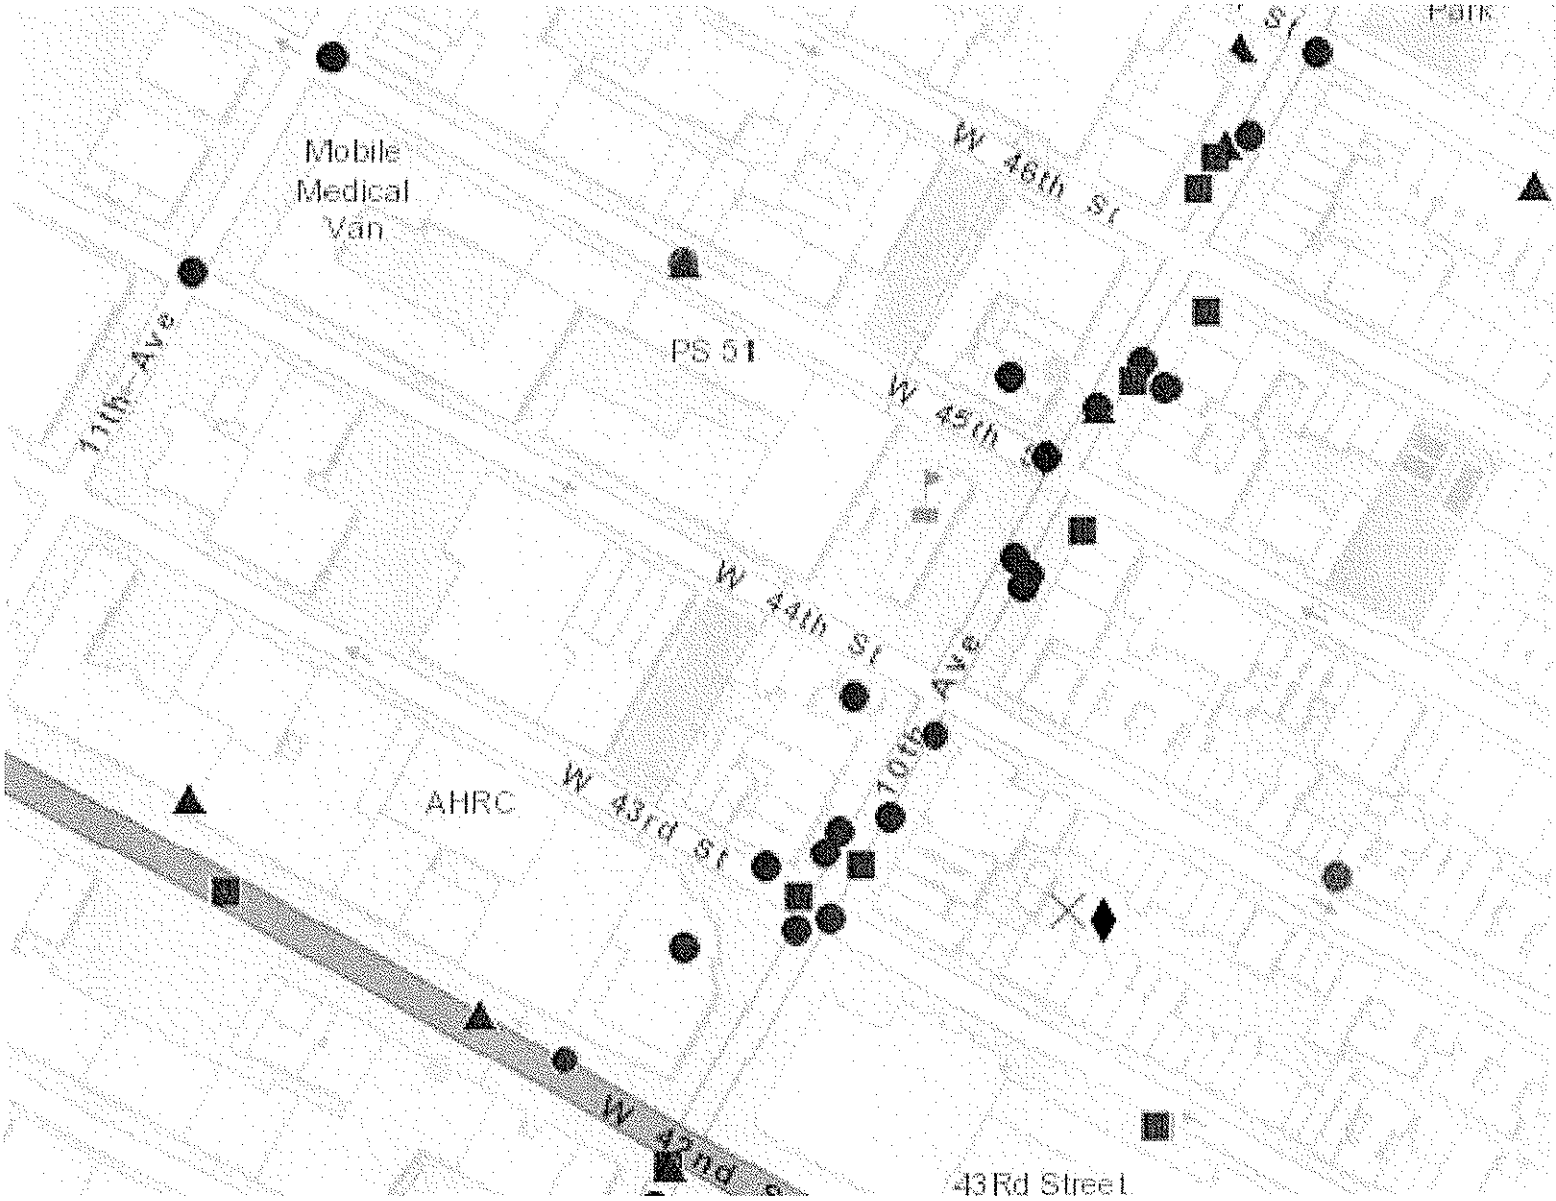 Park
St
W 46th St
Mobile
Medical
Van
11th Ave
PS 51
W 45th
W 44th St
10th Ave
W 43rd St
AHRC
W 42nd S
43Rd Street